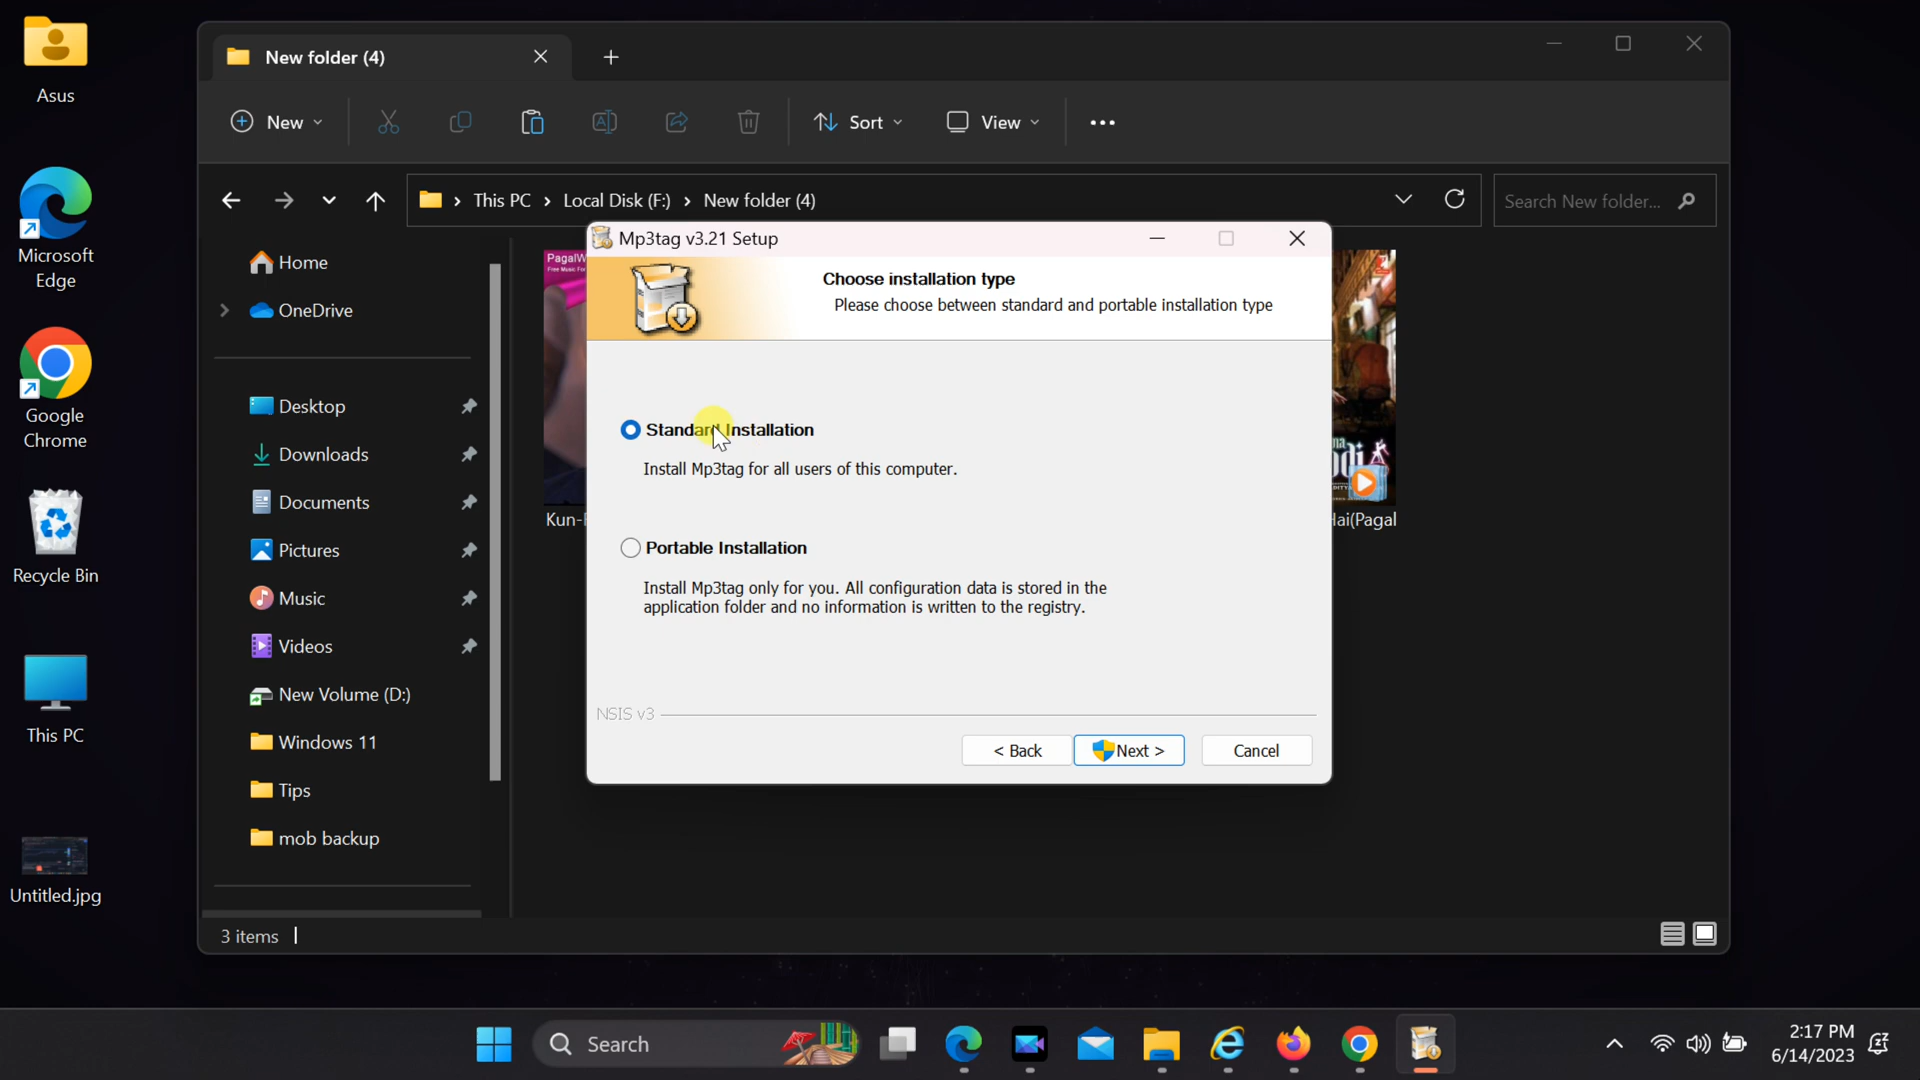 Asus
Microsoft
Edge
Google
Chrome
Recycle Bin
This PC
Untitled.jpg
New folder (4)
New
Sort
View
This PC
Local Disk (F:)
New folder (4)
Search New folder...
Home
OneDrive
Desktop
Downloads
Documents
Pictures
Music
Videos
New Volume (D:)
Windows 11
Tips
mob backup
Kun-
Hai(Pagal
3 items
Mp3tag v3.21 Setup
Choose installation type
Please choose between standard and portable installation type
Standard Installation
Install Mp3tag for all users of this computer.
Portable Installation
Install Mp3tag only for you. All configuration data is stored in the
application folder and no information is written to the registry.
NSIS v3
< Back
Next >
Cancel
Search
2:17 PM
6/14/2023